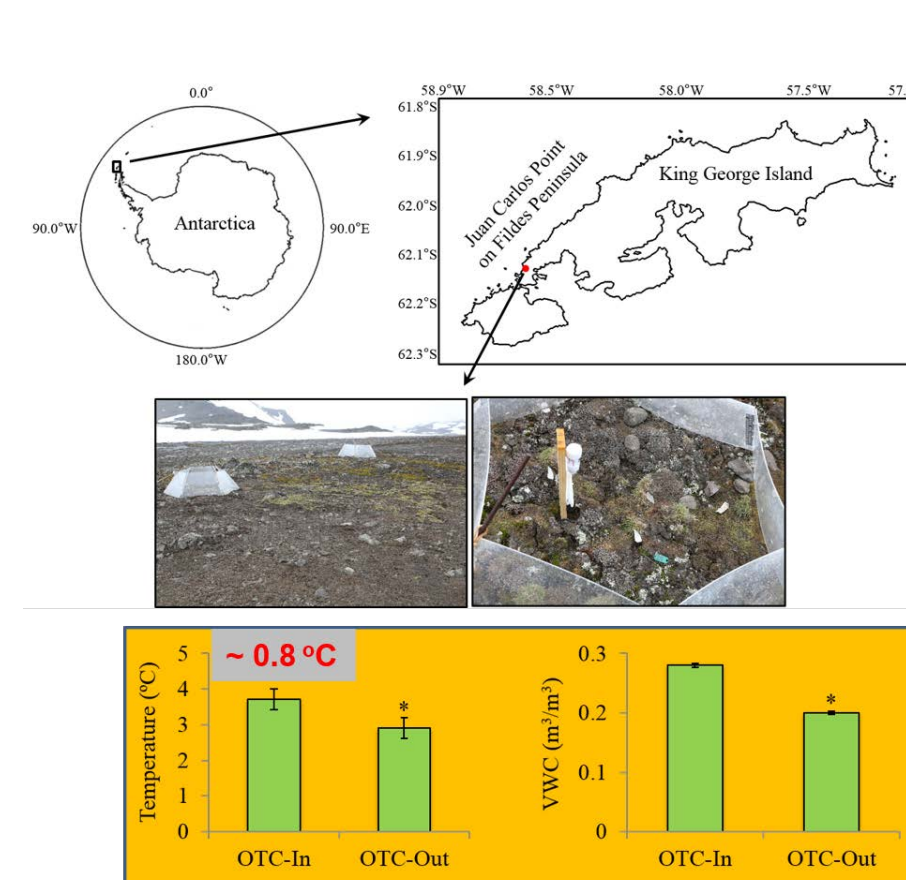 0.0°
90.0°W
Antarctica
90.0°E
180.0°W
58.9°W
58.5°W
58.0°W
57.5°W
61.8°S
61.9°S
62.0°S
62.1°S
62.2°S
62.3°S
Juan Carlos Point
on Fildes Peninsula
King George Island
~ 0.8 °C
Temperature (°C)
5
4
3
2
1
0
*
OTC-In
OTC-Out
VWC (m³/m³)
0.3
0.2
0.1
0
*
OTC-In
OTC-Out